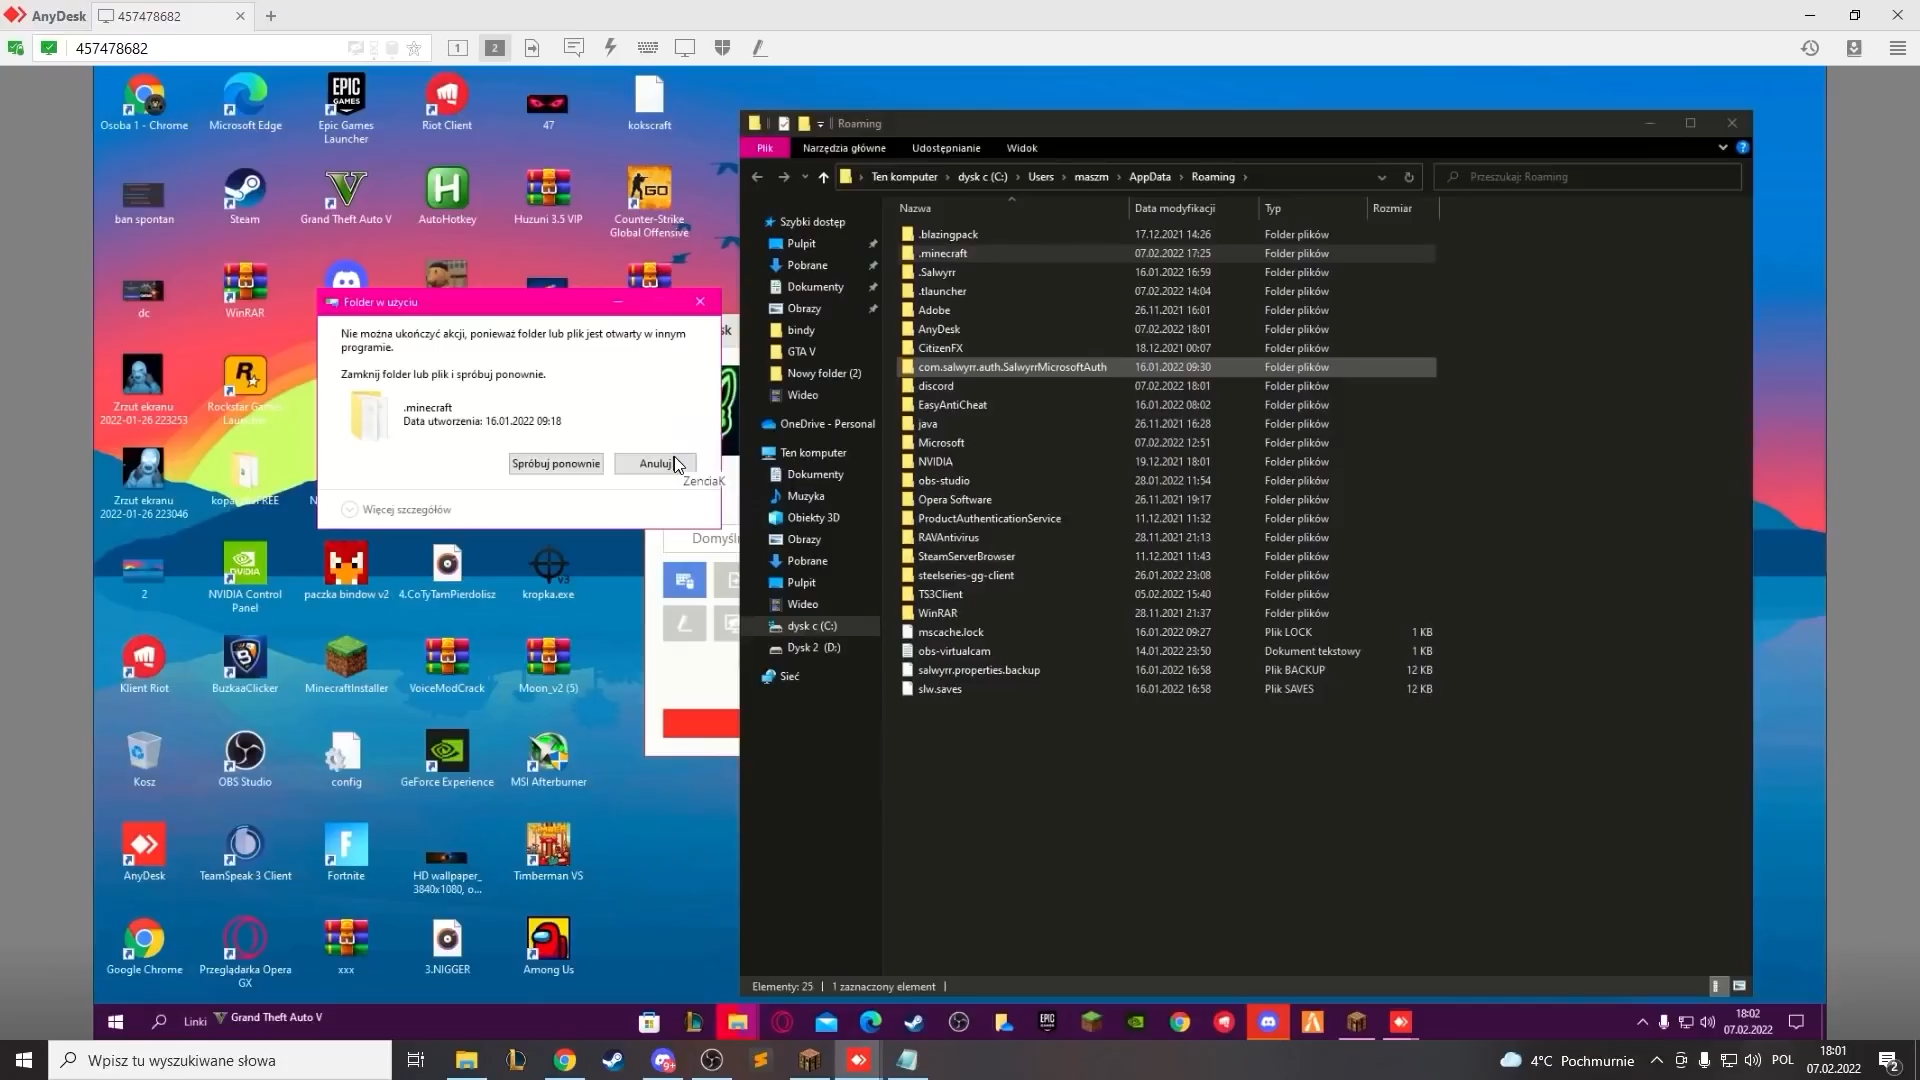 AnyDesk
457478682
457478682
1
2
Osoba 1 - Chrome
Microsoft Edge
EPIC
GAMES
Epic Games
Launcher
Riot Client
47
kokscraft
ban spontan
Steam
Grand Theft Auto V
AutoHotkey
Huzuni 3.5 VIP
GO
Counter-Strike
Global Offensive
dc
WinRAR
Folder w użyciu
Nie można ukończyć akcji, ponieważ folder lub plik jest otwarty w innym
programie.
Zamknij folder lub plik i spróbuj ponownie.
.minecraft
Data utworzenia: 16.01.2022 09:18
Spróbuj ponownie
Anuluj
ZenciaK
Więcej szczegółów
sk
Zrzut ekranu
2022-01-26 223253
Rockstar Games
Launcher
Zrzut ekranu
2022-01-26 223046
Domyśln
2
NVIDIA Control
Panel
paczka bindow v2
4.CoTyTamPierdolisz
v3
kropka.exe
Klient Riot
BuzkaaClicker
MinecraftInstaller
VoiceModCrack
Moon_v2 (5)
Kosz
OBS Studio
config
GeForce Experience
MSI Afterburner
AnyDesk
TeamSpeak 3 Client
Fortnite
HD wallpaper_
3840x1080, o...
Timberman VS
Google Chrome
Przeglądarka Opera
GX
xxx
3.NIGGER
Among Us
Roaming
Plik
Narzędzia główne
Udostępnianie
Widok
Ten komputer
dysk c (C:)
Users
maszm
AppData
Roaming
Przeszukaj: Roaming
Szybki dostęp
Pulpit
Pobrane
Dokumenty
Obrazy
bindy
GTA V
Nowy folder (2)
Wideo
OneDrive - Personal
Ten komputer
Dokumenty
Muzyka
Obiekty 3D
Obrazy
Pobrane
Pulpit
Wideo
dysk c (C:)
Dysk 2 (D:)
Sieć
Nazwa Data modyfikacji Typ Rozmiar
.blazingpack 17.12.2021 14:26 Folder plików
.minecraft 07.02.2022 17:25 Folder plików
.Salwyrr 16.01.2022 16:59 Folder plików
.tlauncher 07.02.2022 14:04 Folder plików
Adobe 26.11.2021 16:01 Folder plików
AnyDesk 07.02.2022 18:01 Folder plików
CitizenFX 18.12.2021 00:07 Folder plików
com.salwyrr.auth.SalwyrrMicrosoftAuth 16.01.2022 09:30 Folder plików
discord 07.02.2022 18:01 Folder plików
EasyAntiCheat 16.01.2022 08:02 Folder plików
java 26.11.2021 16:28 Folder plików
Microsoft 07.02.2022 12:51 Folder plików
NVIDIA 19.12.2021 18:01 Folder plików
obs-studio 28.01.2022 11:54 Folder plików
Opera Software 26.11.2021 19:17 Folder plików
ProductAuthenticationService 11.12.2021 11:32 Folder plików
RAVAntivirus 28.11.2021 21:13 Folder plików
SteamServerBrowser 11.12.2021 11:43 Folder plików
steelseries-gg-client 26.01.2022 23:08 Folder plików
TS3Client 05.02.2022 15:40 Folder plików
WinRAR 28.11.2021 21:37 Folder plików
mscache.lock 16.01.2022 09:27 Plik LOCK 1 KB
obs-virtualcam 14.01.2022 23:50 Dokument tekstowy 1 KB
salwyrr.properties.backup 16.01.2022 16:58 Plik BACKUP 12 KB
slw.saves 16.01.2022 16:58 Plik SAVES 12 KB
Elementy: 25
1 zaznaczony element
Linki
Grand Theft Auto V
18:02
07.02.2022
Wpisz tu wyszukiwane słowa
9+
4°C Pochmurnie
POL
18:01
07.02.2022
2